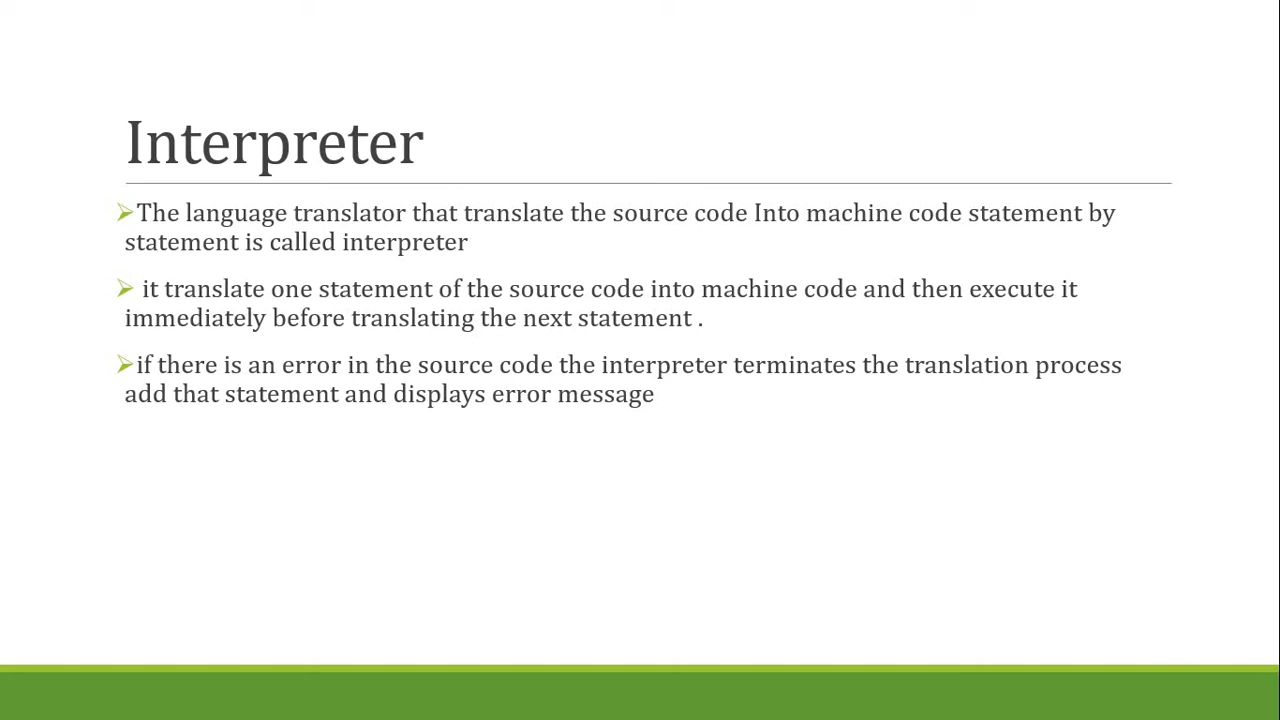 Interpreter
The language translator that translate the source code Into machine code statement by
statement is called interpreter
it translate one statement of the source code into machine code and then execute it
immediately before translating the next statement .
if there is an error in the source code the interpreter terminates the translation process
add that statement and displays error message